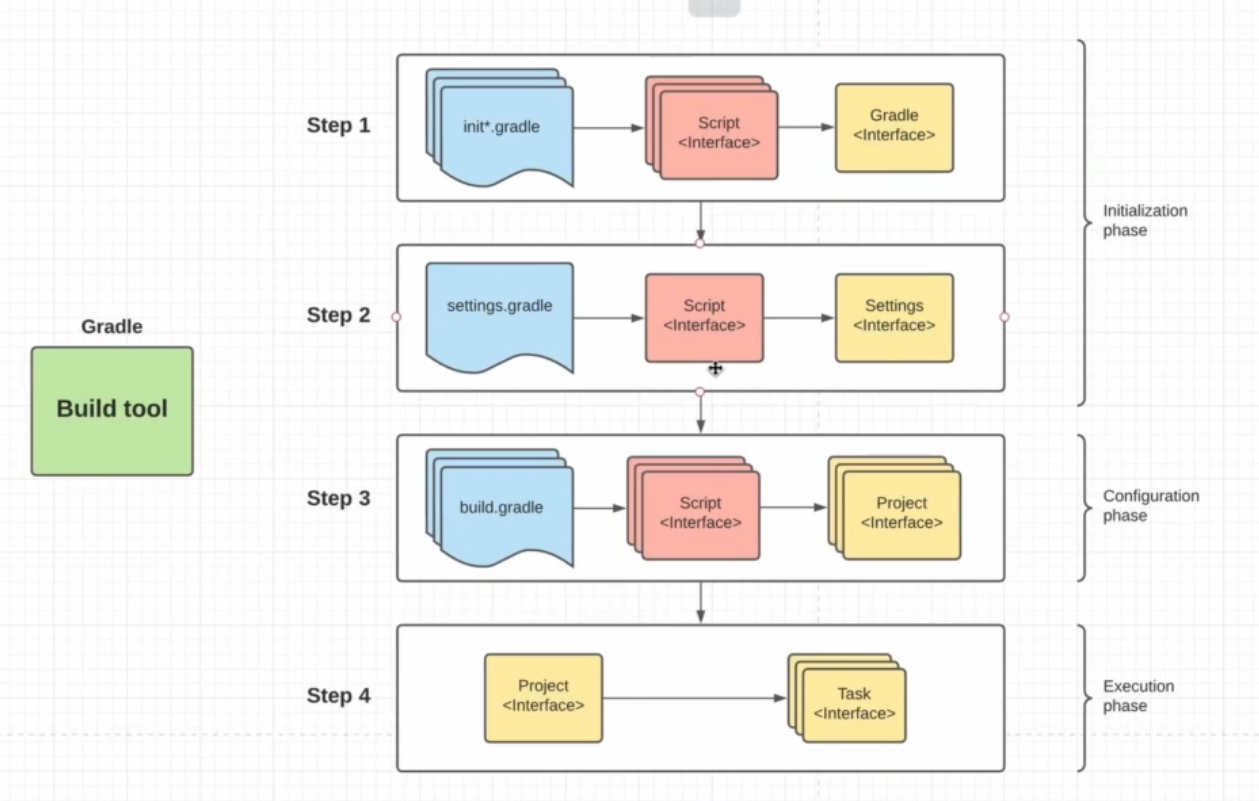 Step 1
init*.gradle
Script
<Interface>
Gradle
<Interface>
Initialization
phase
Step 2
settings.gradle
Script
<Interface>
Settings
<Interface>
Gradle
Build tool
Step 3
build.gradle
Script
<Interface>
Project
<Interface>
Configuration
phase
Step 4
Project
<Interface>
Task
<Interface>
Execution
phase